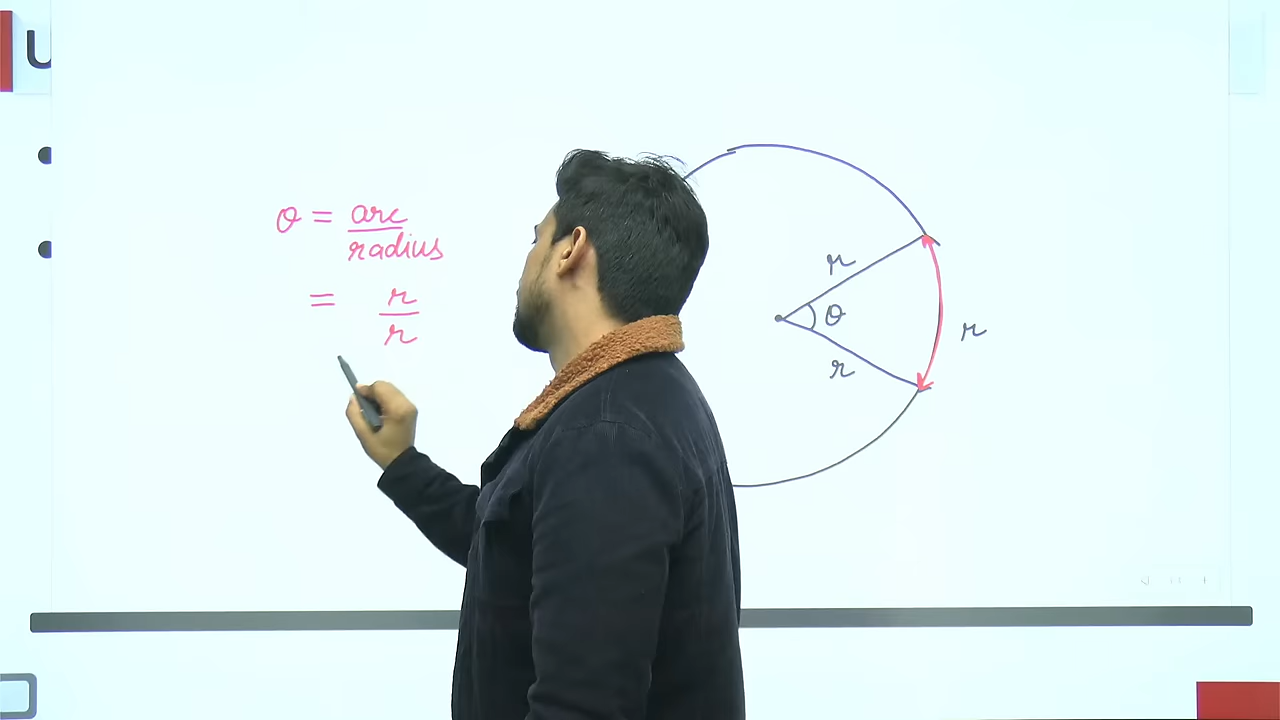 U
θ = arc
radius
= r
r
r
θ
r
r